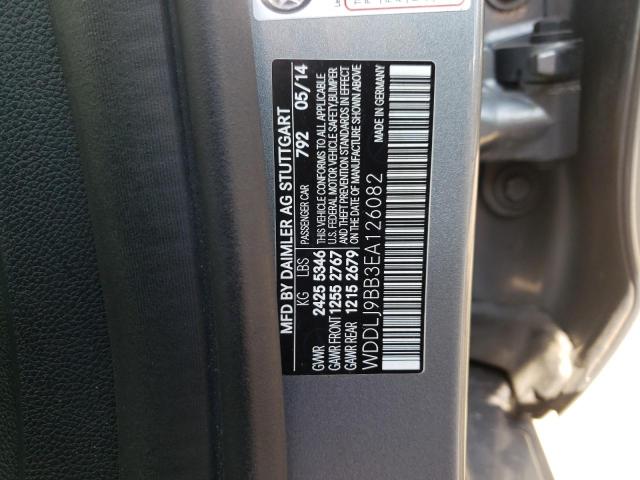 MFD BY DAIMLER AG STUTTGART
KG LBS PASSENGER CAR 792 05/14
GVWR 2425 5346 THIS VEHICLE CONFORMS TO ALL APPLICABLE
GAWR FRONT 1255 2767 U.S. FEDERAL MOTOR VEHICLE SAFETY, BUMPER
GAWR REAR 1215 2679 AND THEFT PREVENTION STANDARDS IN EFFECT
ON THE DATE OF MANUFACTURE SHOWN ABOVE
WDDLJ9BB3EA126082 MADE IN GERMANY